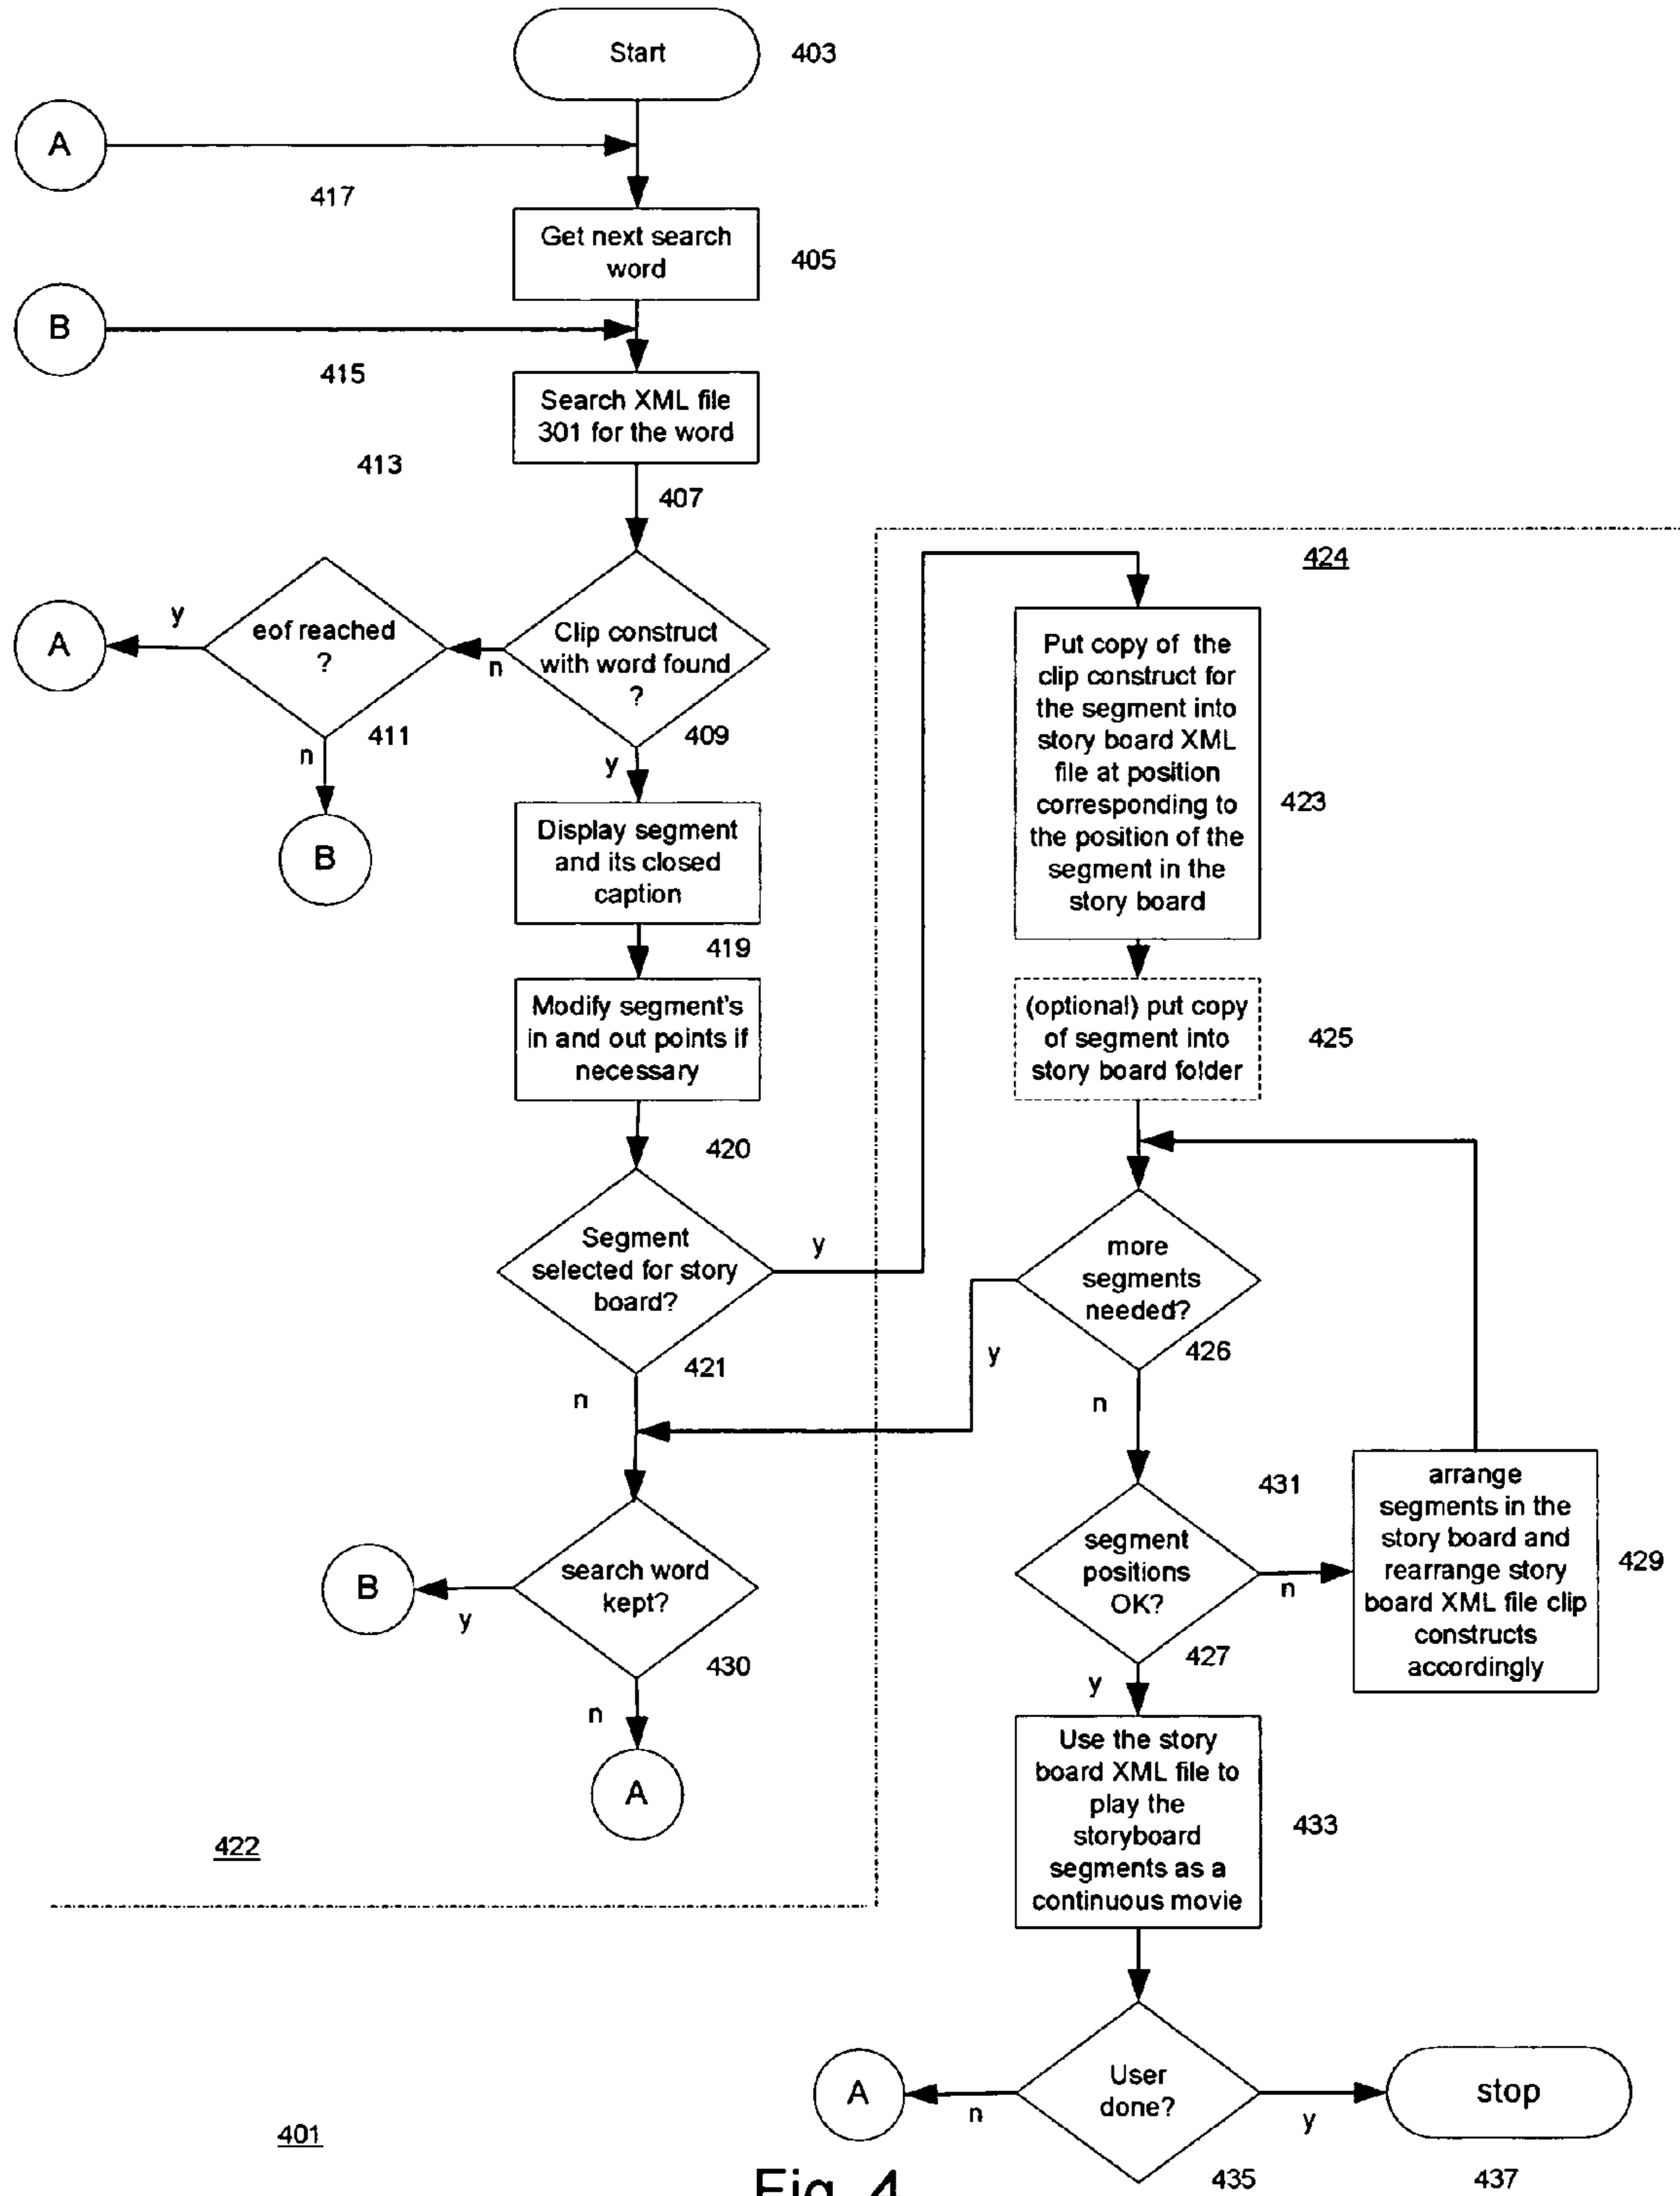 Start
403
A
417
Get next search
word
405
B
415
Search XML file
301 for the word
413
407
424
A
y
eof reached
?
n
Clip construct
with word found
?
411
409
n
y
B
Display segment
and its closed
caption
419
Modify segment's
in and out points if
necessary
420
Segment
selected for story
board?
y
421
n
search word
kept?
B
y
430
n
A
422
Put copy of the
clip construct for
the segment into
story board XML
file at position
corresponding to
the position of the
segment in the
story board
423
(optional) put copy
of segment into
story board folder
425
more
segments
needed?
y
426
n
431
segment
positions
OK?
n
427
y
arrange
segments in the
story board and
rearrange story
board XML file clip
constructs
accordingly
429
Use the story
board XML file to
play the
storyboard
segments as a
continuous movie
433
A
n
User
done?
y
stop
435
437
401
Fig. 4